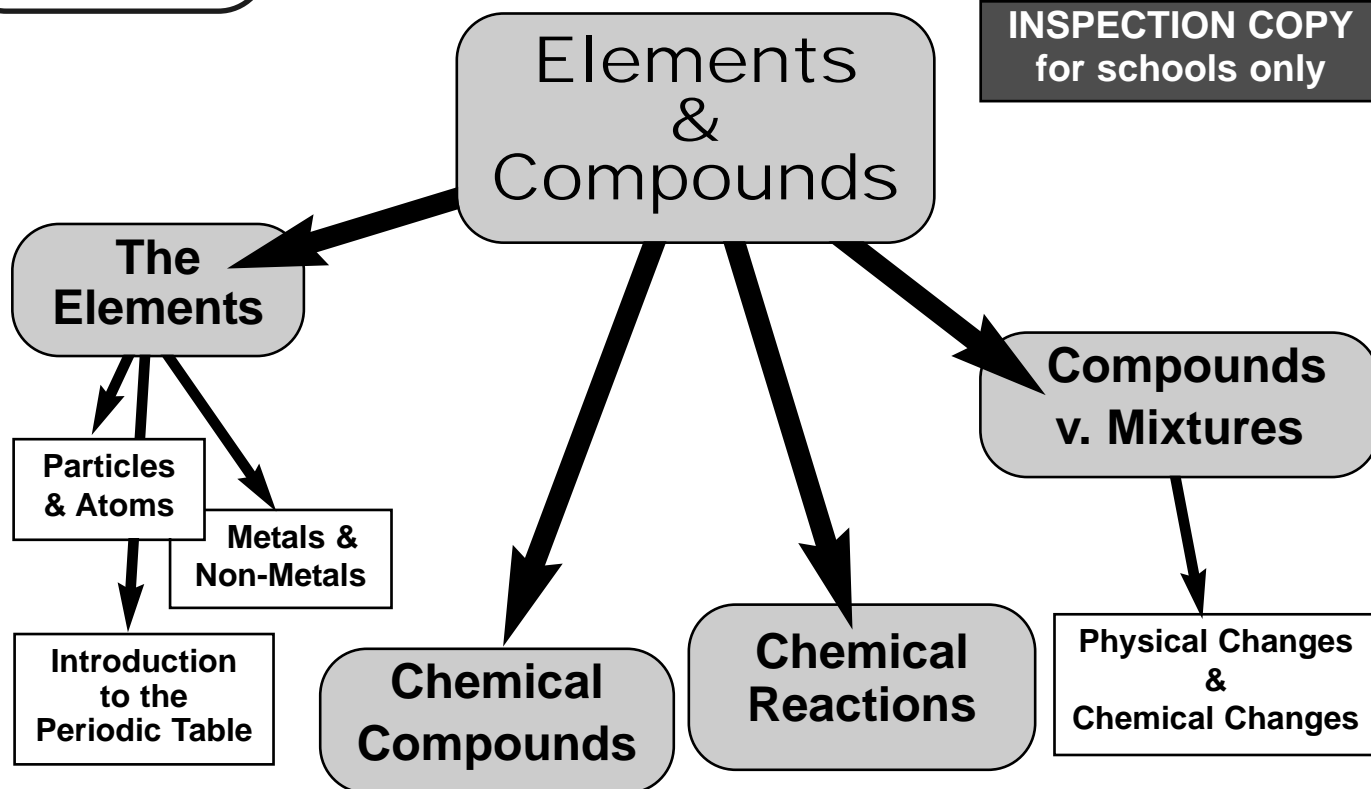 INSPECTION COPY
for schools only
Elements
&
Compounds
The
Elements
Compounds
v. Mixtures
Particles
& Atoms
Metals &
Non-Metals
Introduction
to the
Periodic Table
Chemical
Compounds
Chemical
Reactions
Physical Changes
&
Chemical Changes